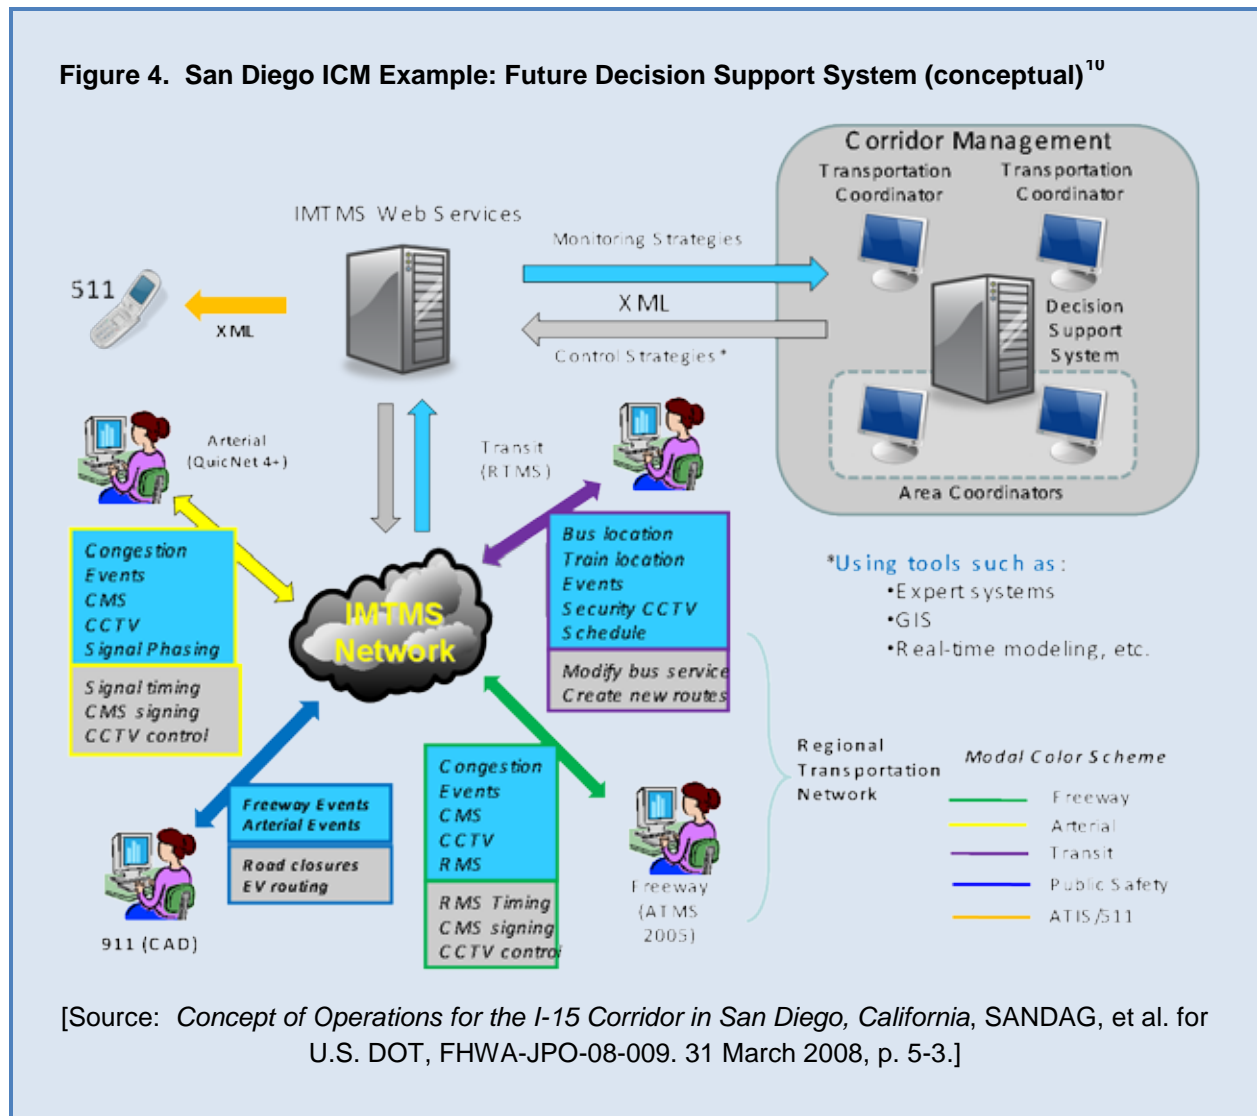 Figure 4. San Diego ICM Example: Future Decision Support System (conceptual)10
Corridor Management
Transportation
Coordinator
Transportation
Coordinator
IMTMS Web Services
Monitoring Strategies
511
XML
XML
Decision
Support
System
Control Strategies*
Arterial
(QuicNet 4+)
Transit
(RTMS)
Area Coordinators
Congestion
Events
CMS
CCTV
Signal Phasing
Signal timing
CMS signing
CCTV control
IMTMS
Network
Bus location
Train location
Events
Security CCTV
Schedule
Modify bus service
Create new routes
*Using tools such as:
•Expert systems
•GIS
•Real-time modeling, etc.
Freeway Events
Arterial Events
Road closures
EV routing
911 (CAD)
Congestion
Events
CMS
CCTV
RMS
RMS Timing
CMS signing
CCTV control
Freeway
(ATMS
2005)
Regional
Transportation
Network
Modal Color Scheme
Freeway
Arterial
Transit
Public Safety
ATIS/511
[Source: Concept of Operations for the I-15 Corridor in San Diego, California, SANDAG, et al. for
U.S. DOT, FHWA-JPO-08-009. 31 March 2008, p. 5-3.]